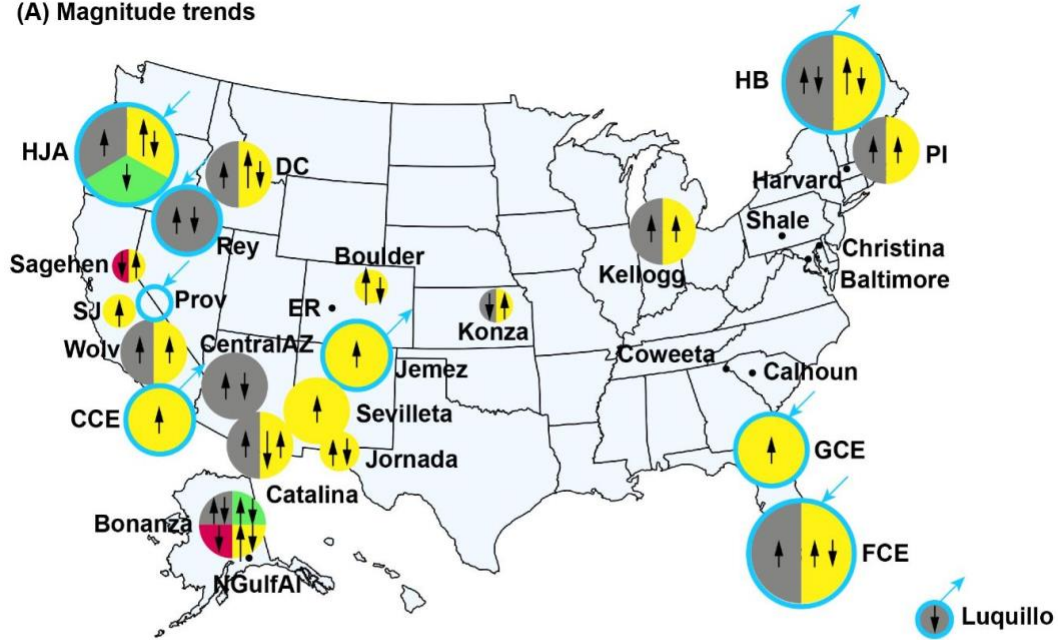 (A) Magnitude trends
HB
HJA
DC
PI
Harvard
Rey
Shale
Christina
Baltimore
Kellogg
Sagehen
Boulder
Prov
SJ
ER
Konza
Wolv
CentralAZ
Coweeta
Jemez
Calhoun
CCE
Sevilleta
GCE
Jornada
Catalina
Bonanza
FCE
NGulfAl
Luquillo